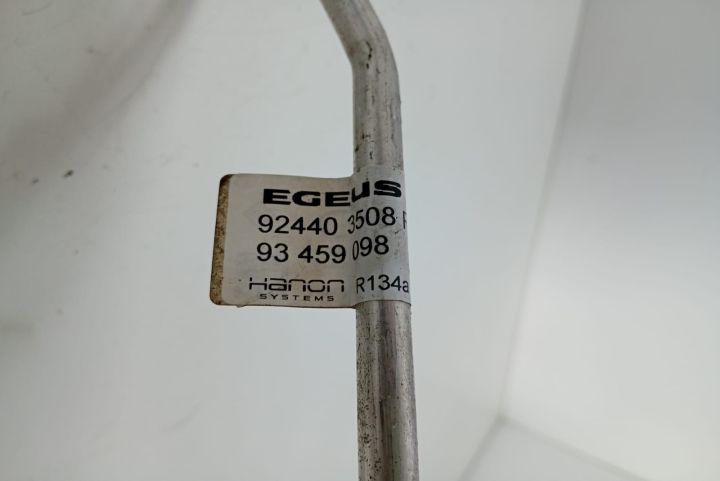 EGEUS
92440 3508 R
93 459 098
Hanon R134a
SYSTEMS